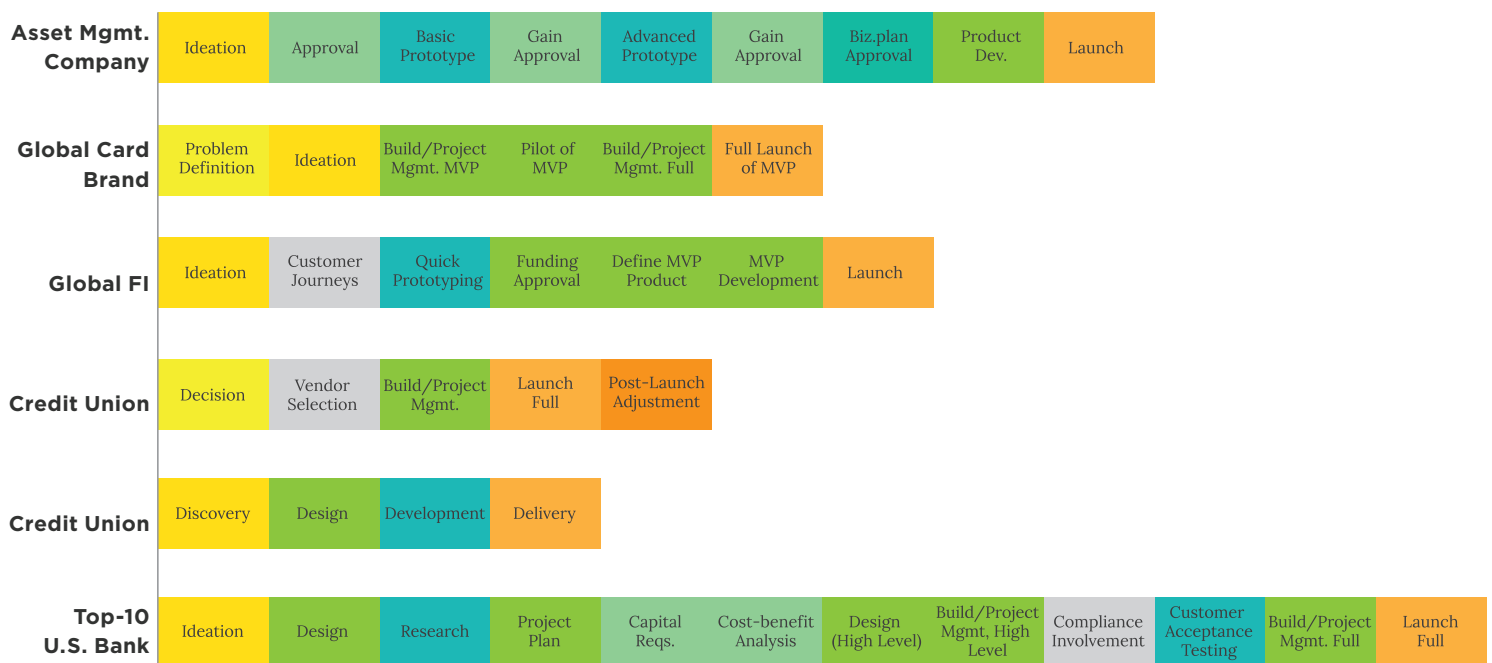 Asset Mgmt.
Company
Ideation
Approval
Basic
Prototype
Gain
Approval
Advanced
Prototype
Gain
Approval
Biz.plan
Approval
Product
Dev.
Launch
Global Card
Brand
Problem
Definition
Ideation
Build/Project
Mgmt. MVP
Pilot of
MVP
Build/Project
Mgmt. Full
Full Launch
of MVP
Global FI
Ideation
Customer
Journeys
Quick
Prototyping
Funding
Approval
Define MVP
Product
MVP
Development
Launch
Credit Union
Decision
Vendor
Selection
Build/Project
Mgmt.
Launch
Full
Post-Launch
Adjustment
Credit Union
Discovery
Design
Development
Delivery
Top-10
U.S. Bank
Ideation
Design
Research
Project
Plan
Capital
Reqs.
Cost-benefit
Analysis
Design
(High Level)
Build/Project
Mgmt, High
Level
Compliance
Involvement
Customer
Acceptance
Testing
Build/Project
Mgmt. Full
Launch
Full